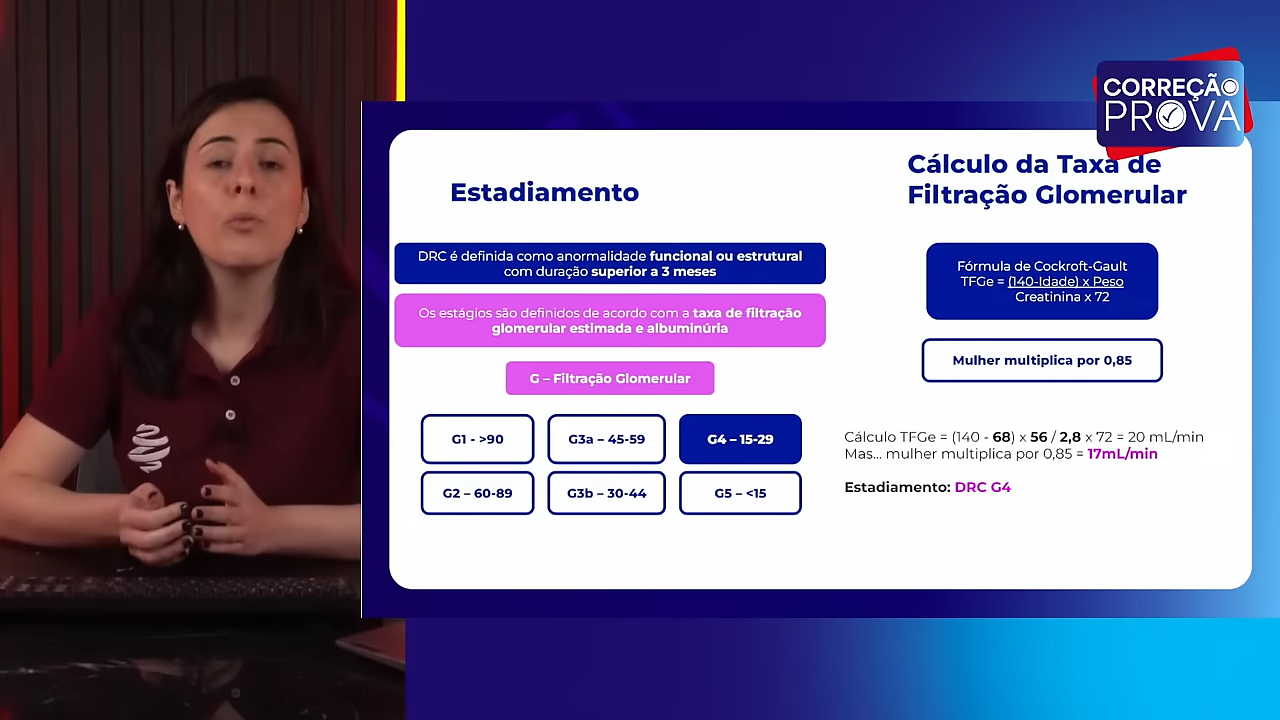 CORREÇÃO
PROVA
Estadiamento
DRC é definida como anormalidade funcional ou estrutural
com duração superior a 3 meses
Os estágios são definidos de acordo com a taxa de filtração
glomerular estimada e albuminúria
G – Filtração Glomerular
G1 - >90
G3a – 45-59
G4 – 15-29
G2 – 60-89
G3b – 30-44
G5 – <15
Cálculo da Taxa de
Filtração Glomerular
Fórmula de Cockroft-Gault
TFGe = (140-Idade) x Peso
Creatinina x 72
Mulher multiplica por 0,85
Cálculo TFGe = (140 - 68) x 56 / 2,8 x 72 = 20 mL/min
Mas... mulher multiplica por 0,85 = 17mL/min
Estadiamento: DRC G4